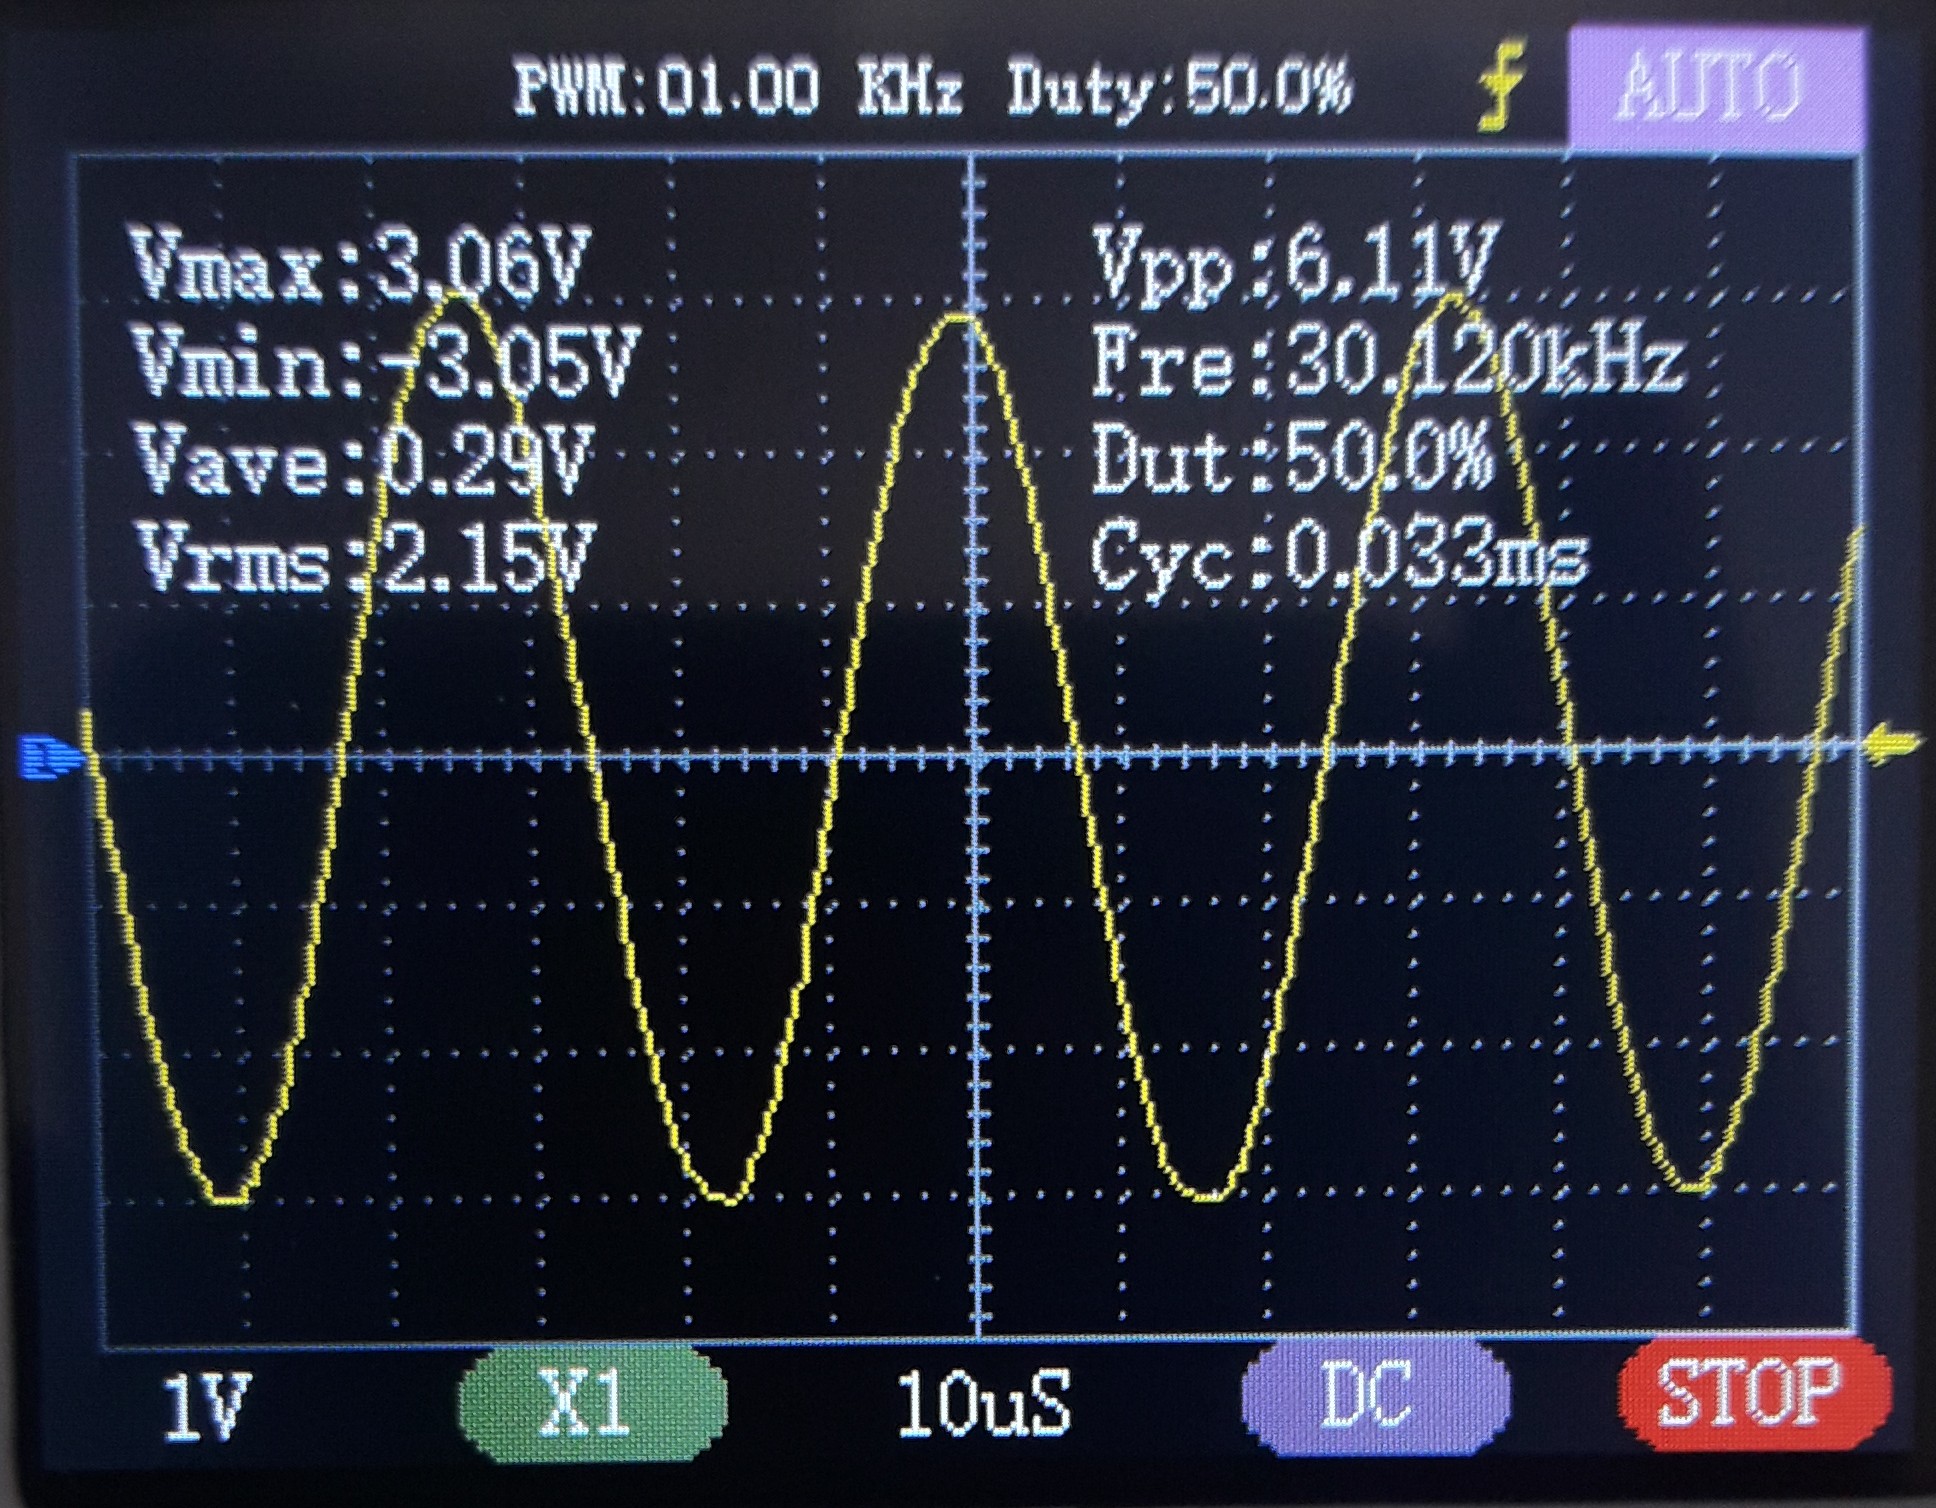 PWM:01.00 KHz Duty:50.0% AUTO
Vmax:3.06V Vpp:6.11V
Vmin:-3.05V Fre:30.120kHz
Vave:0.29V Dut:50.0%
Vrms:2.15V Cyc:0.033ms
1V X1 10uS DC STOP